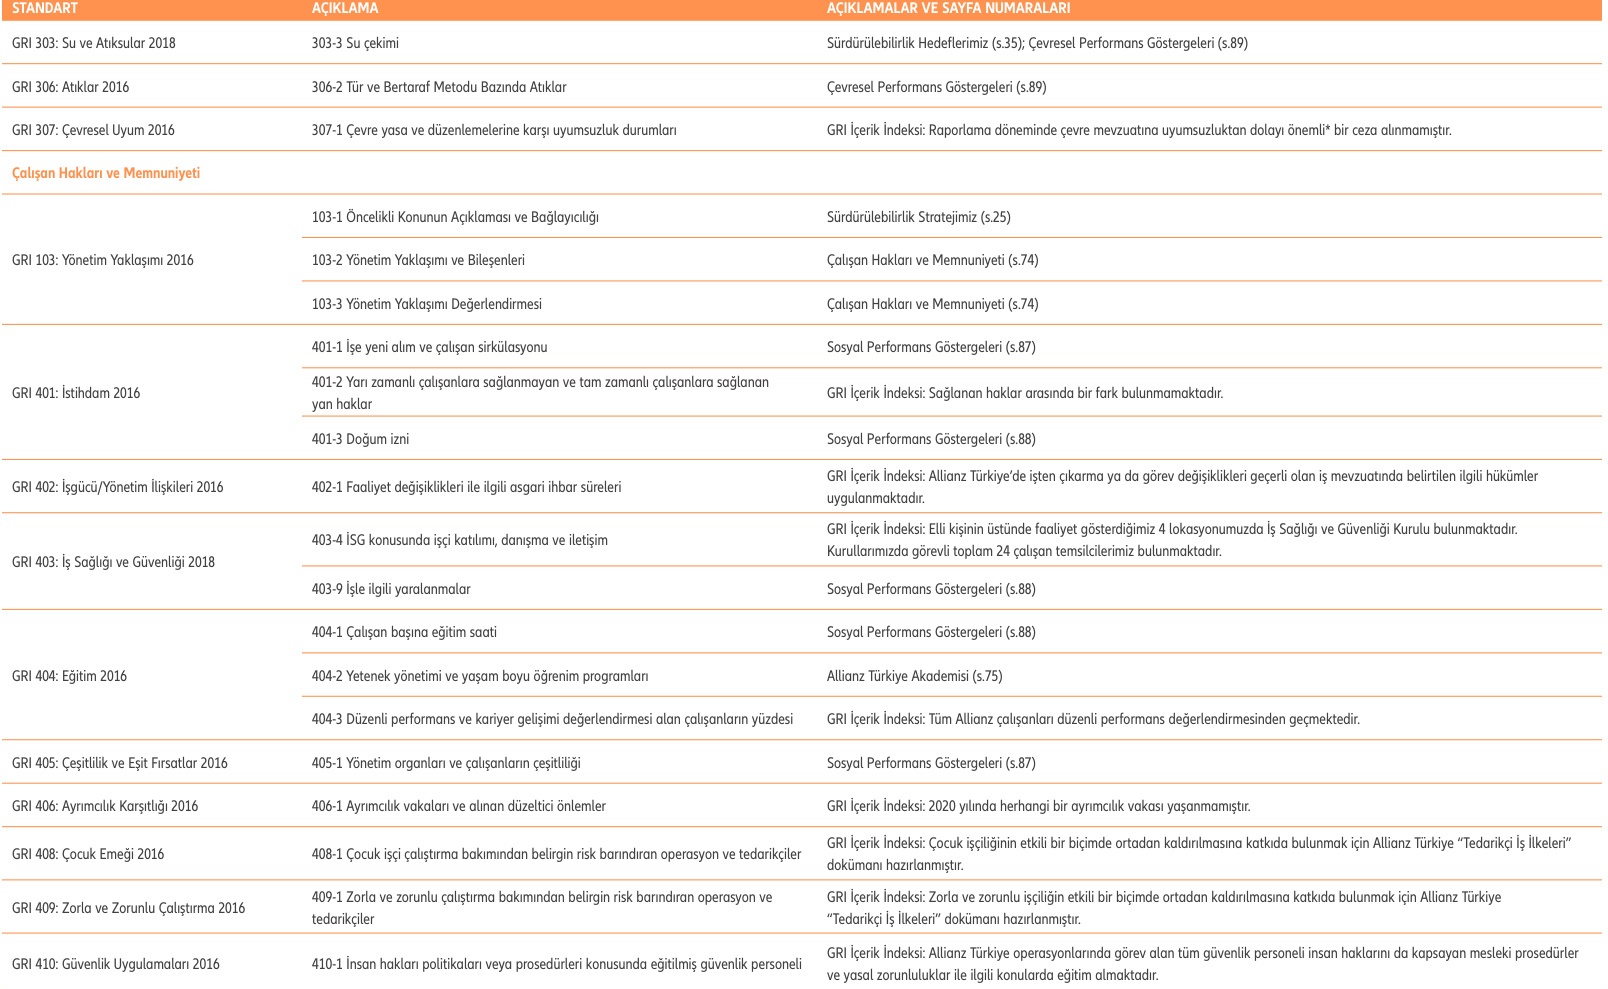 STANDART AÇIKLAMA AÇIKLAMALAR VE SAYFA NUMARALARI
GRI 303: Su ve Atıksular 2018 303-3 Su çekimi Sürdürülebilirlik Hedeflerimiz (s.35); Çevresel Performans Göstergeleri (s.89)
GRI 306: Atıklar 2016 306-2 Tür ve Bertaraf Metodu Bazında Atıklar Çevresel Performans Göstergeleri (s.89)
GRI 307: Çevresel Uyum 2016 307-1 Çevre yasa ve düzenlemelerine karşı uyumsuzluk durumları GRI İçerik İndeksi: Raporlama döneminde çevre mevzuatına uyumsuzluktan dolayı önemli* bir ceza alınmamıştır.
Çalışan Hakları ve Memnuniyeti
GRI 103: Yönetim Yaklaşımı 2016
103-1 Öncelikli Konunun Açıklaması ve Bağlayıcılığı Sürdürülebilirlik Stratejimiz (s.25)
103-2 Yönetim Yaklaşımı ve Bileşenleri Çalışan Hakları ve Memnuniyeti (s.74)
103-3 Yönetim Yaklaşımı Değerlendirmesi Çalışan Hakları ve Memnuniyeti (s.74)
GRI 401: İstihdam 2016
401-1 İşe yeni alım ve çalışan sirkülasyonu Sosyal Performans Göstergeleri (s.87)
401-2 Yarı zamanlı çalışanlara sağlanmayan ve tam zamanlı çalışanlara sağlanan
yan haklar
GRI İçerik İndeksi: Sağlanan haklar arasında bir fark bulunmamaktadır.
401-3 Doğum izni Sosyal Performans Göstergeleri (s.88)
GRI 402: İşgücü/Yönetim İlişkileri 2016 402-1 Faaliyet değişiklikleri ile ilgili asgari ihbar süreleri
GRI İçerik İndeksi: Allianz Türkiye’de işten çıkarma ya da görev değişiklikleri geçerli olan iş mevzuatında belirtilen ilgili hükümler
uygulanmaktadır.
GRI 403: İş Sağlığı ve Güvenliği 2018
403-4 İSG konusunda işçi katılımı, danışma ve iletişim
GRI İçerik İndeksi: Elli kişinin üstünde faaliyet gösterdiğimiz 4 lokasyonumuzda İş Sağlığı ve Güvenliği Kurulu bulunmaktadır.
Kurullarımızda görevli toplam 24 çalışan temsilcilerimiz bulunmaktadır.
403-9 İşle ilgili yaralanmalar Sosyal Performans Göstergeleri (s.88)
GRI 404: Eğitim 2016
404-1 Çalışan başına eğitim saati Sosyal Performans Göstergeleri (s.88)
404-2 Yetenek yönetimi ve yaşam boyu öğrenim programları Allianz Türkiye Akademisi (s.75)
404-3 Düzenli performans ve kariyer gelişimi değerlendirmesi alan çalışanların yüzdesi GRI İçerik İndeksi: Tüm Allianz çalışanları düzenli performans değerlendirmesinden geçmektedir.
GRI 405: Çeşitlilik ve Eşit Fırsatlar 2016 405-1 Yönetim organları ve çalışanların çeşitliliği Sosyal Performans Göstergeleri (s.87)
GRI 406: Ayrımcılık Karşıtlığı 2016 406-1 Ayrımcılık vakaları ve alınan düzeltici önlemler GRI İçerik İndeksi: 2020 yılında herhangi bir ayrımcılık vakası yaşanmamıştır.
GRI 408: Çocuk Emeği 2016 408-1 Çocuk işçi çalıştırma bakımından belirgin risk barındıran operasyon ve tedarikçiler
GRI İçerik İndeksi: Çocuk işçiliğinin etkili bir biçimde ortadan kaldırılmasına katkıda bulunmak için Allianz Türkiye “Tedarikçi İş İlkeleri”
dokümanı hazırlanmıştır.
GRI 409: Zorla ve Zorunlu Çalıştırma 2016
409-1 Zorla ve zorunlu çalıştırma bakımından belirgin risk barındıran operasyon ve
tedarikçiler
GRI İçerik İndeksi: Zorla ve zorunlu işçiliğin etkili bir biçimde ortadan kaldırılmasına katkıda bulunmak için Allianz Türkiye
“Tedarikçi İş İlkeleri” dokümanı hazırlanmıştır.
GRI 410: Güvenlik Uygulamaları 2016 410-1 İnsan hakları politikaları veya prosedürleri konusunda eğitilmiş güvenlik personeli
GRI İçerik İndeksi: Allianz Türkiye operasyonlarında görev alan tüm güvenlik personeli insan haklarını da kapsayan mesleki prosedürler
ve yasal zorunluluklar ile ilgili konularda eğitim almaktadır.